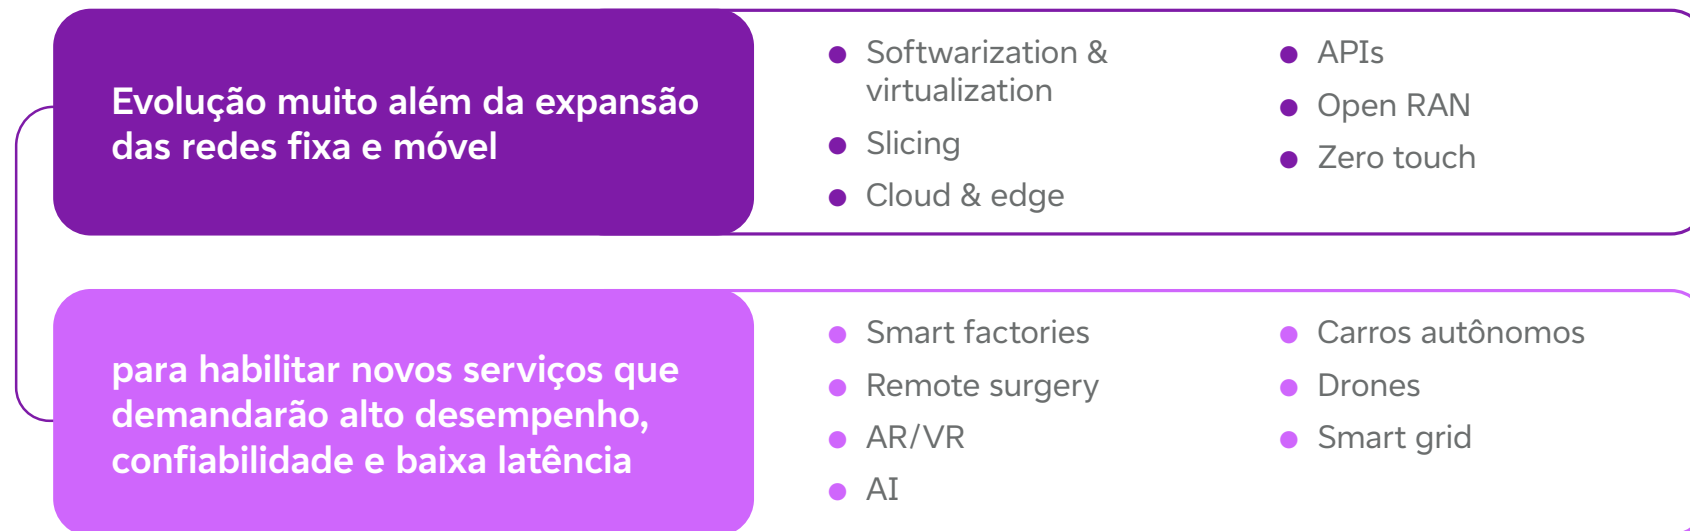 Evolução muito além da expansão
das redes fixa e móvel
Softwarization &
virtualization
Slicing
Cloud & edge
APIs
Open RAN
Zero touch
para habilitar novos serviços que
demandarão alto desempenho,
confiabilidade e baixa latência
Smart factories
Remote surgery
AR/VR
AI
Carros autônomos
Drones
Smart grid